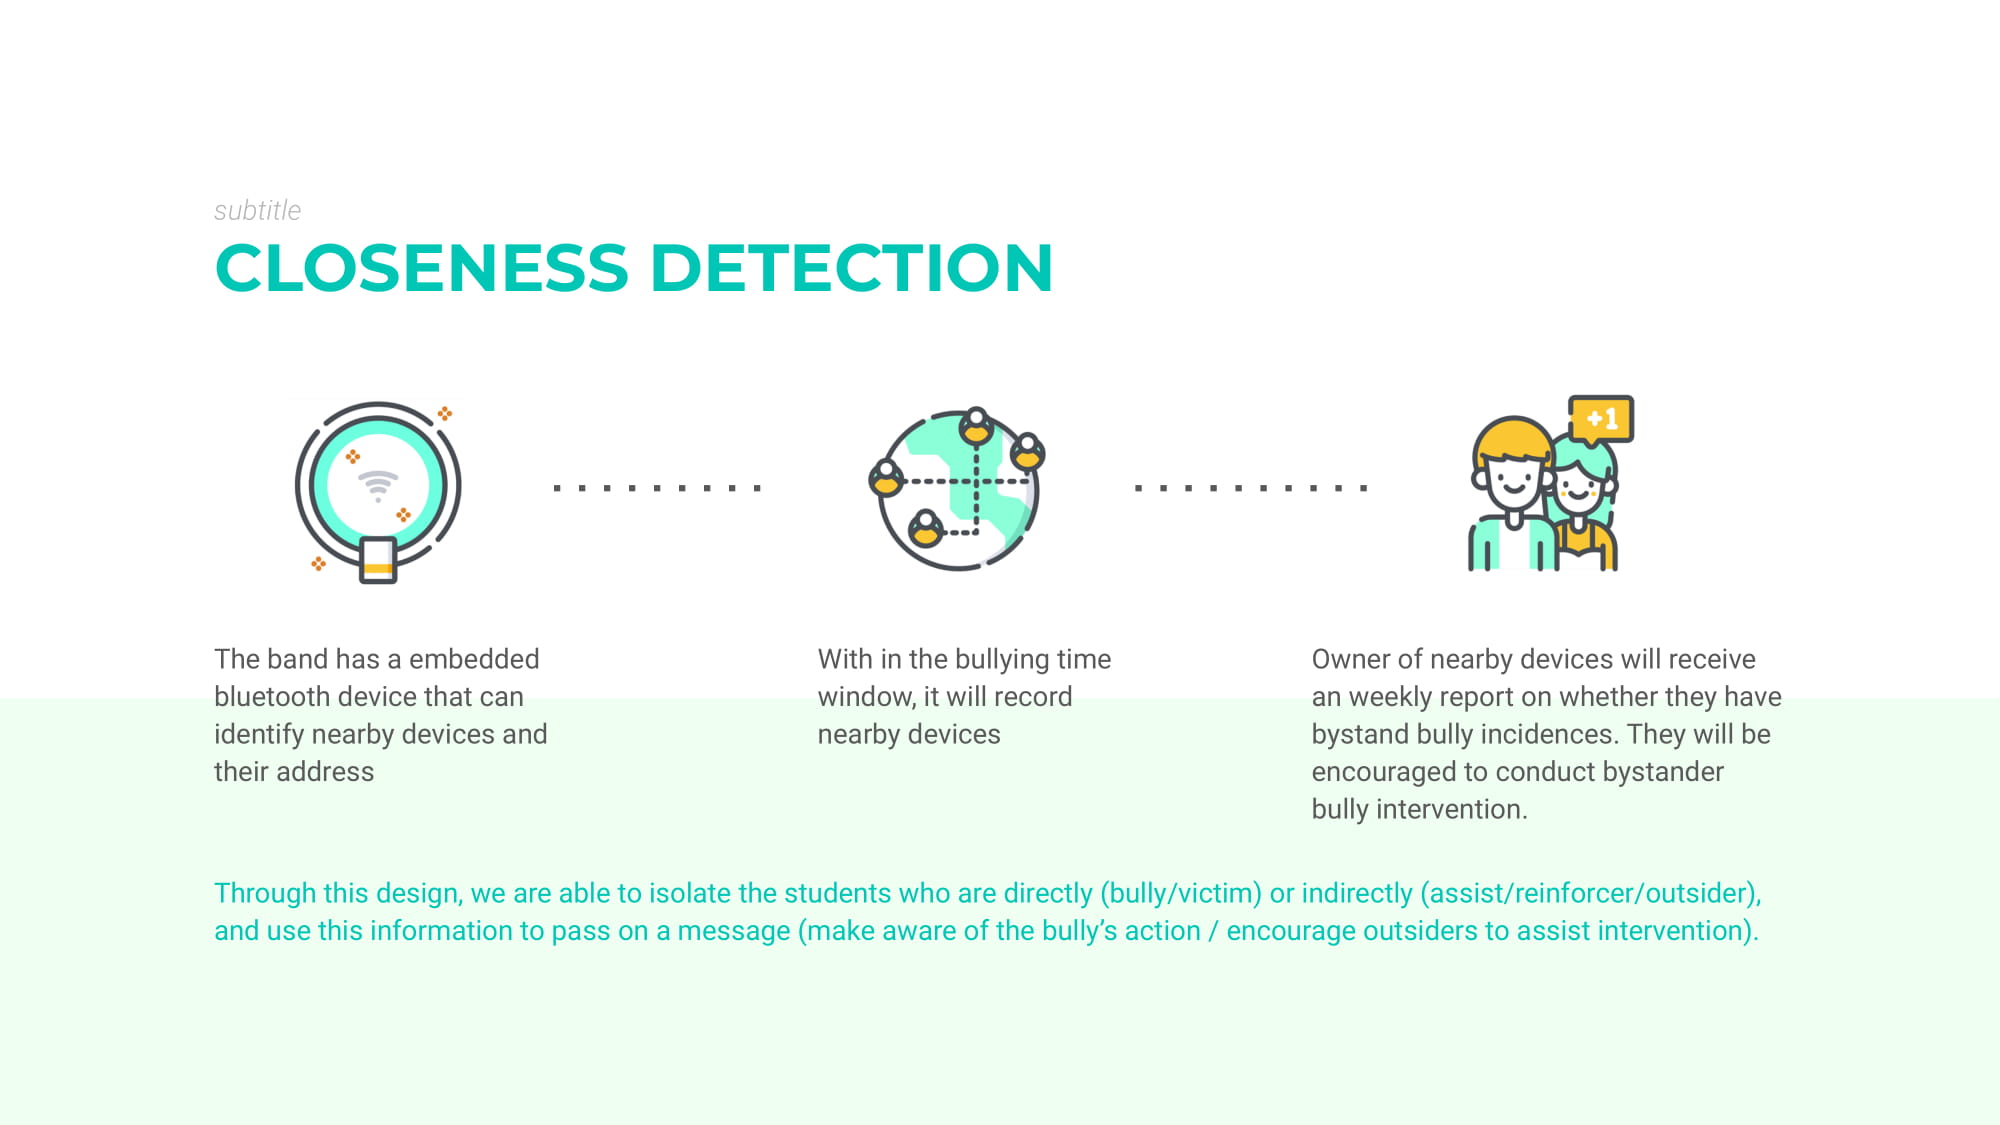 subtitle
CLOSENESS DETECTION
+1
The band has a embedded
bluetooth device that can
identify nearby devices and
their address
With in the bullying time
window, it will record
nearby devices
Owner of nearby devices will receive
an weekly report on whether they have
bystand bully incidences. They will be
encouraged to conduct bystander
bully intervention.
Through this design, we are able to isolate the students who are directly (bully/victim) or indirectly (assist/reinforcer/outsider),
and use this information to pass on a message (make aware of the bully’s action / encourage outsiders to assist intervention).